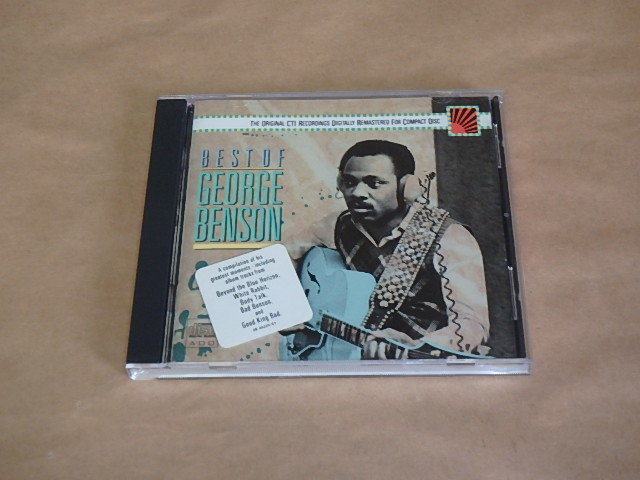 THE ORIGINAL CTI RECORDINGS DIGITALLY REMASTERED FOR COMPACT DISC
BEST OF
GEORGE
BENSON
A compilation of his
greatest moments-including
album tracks from
Beyond the Blue Horizon,
White Rabbit,
Body Talk,
Bad Benson,
and
Good King Bad.